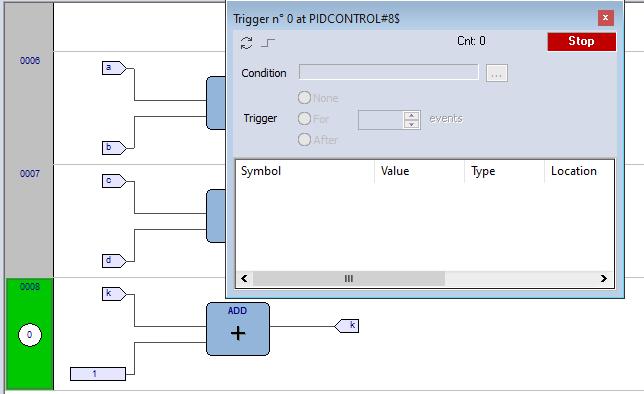 Trigger n° 0 at PIDCONTROL#8$
x
Cnt: 0
Stop
Condition
...
None
Trigger
For
events
After
Symbol Value Type Location
0006
a
b
0007
c
d
0008
k
ADD
+
k
0
1